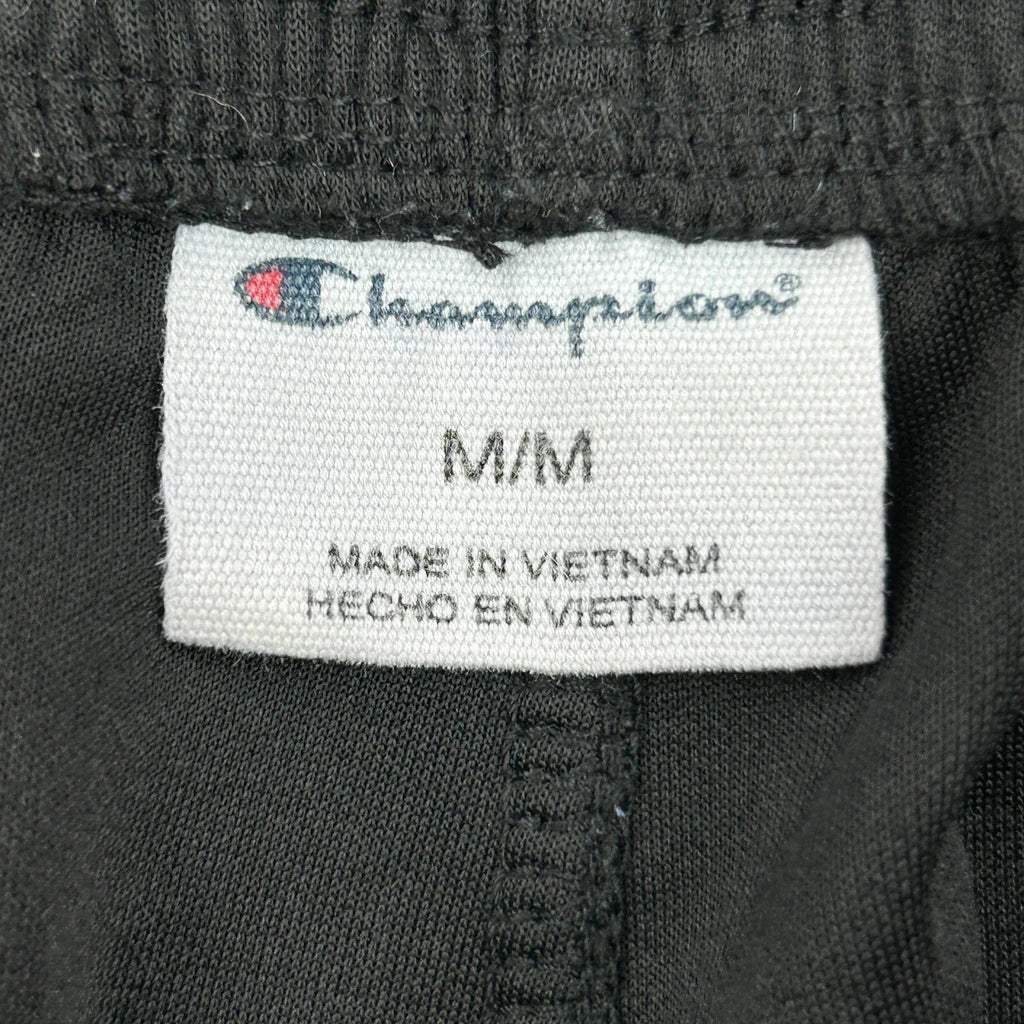 Champion®
M/M
MADE IN VIETNAM
HECHO EN VIETNAM